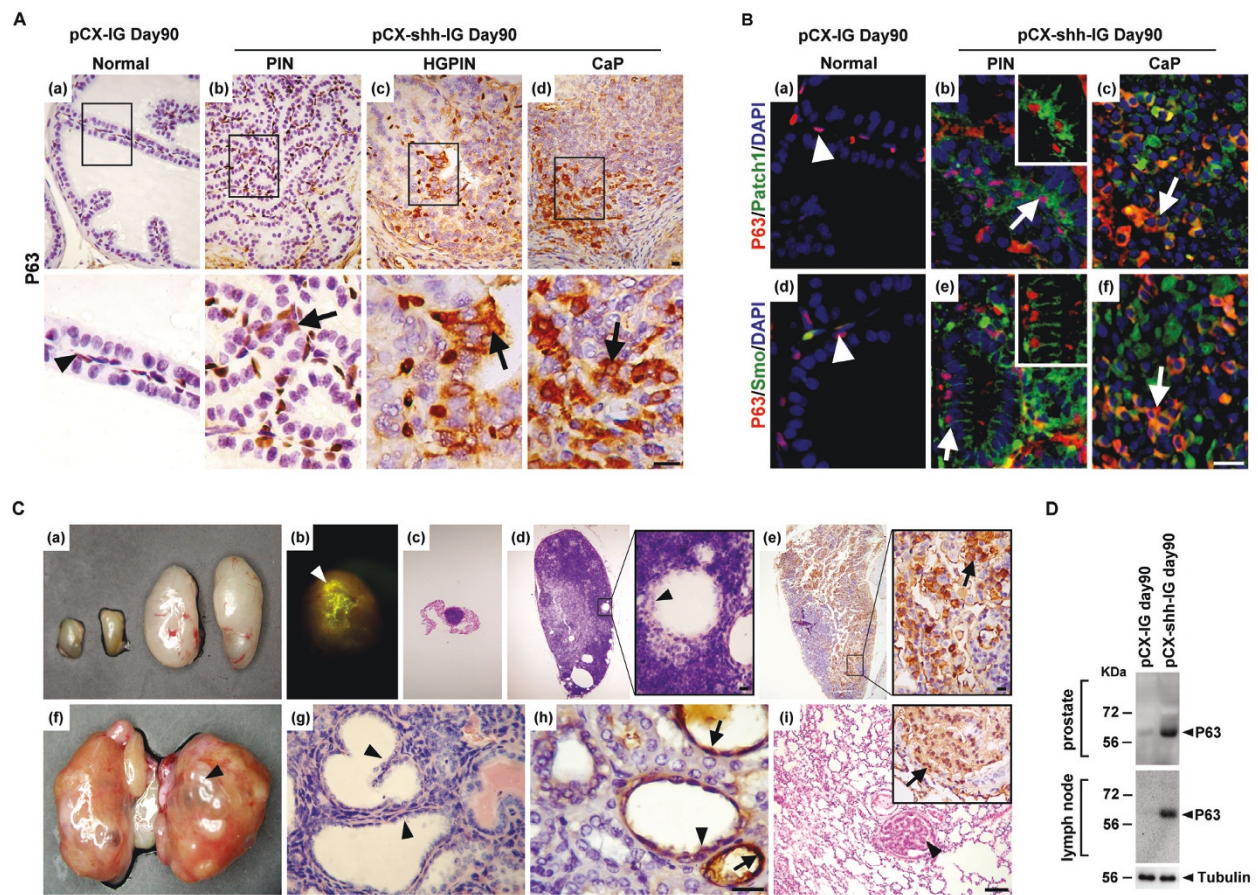 A
pCX-IG Day90 pCX-shh-IG Day90
Normal PIN HGPIN CaP
(a) (b) (c) (d)
P63
B
pCX-IG Day90 pCX-shh-IG Day90
Normal PIN CaP
(a) (b) (c)
P63/Patch1/DAPI
(d) (e) (f)
P63/Smo/DAPI
C
(a) (b) (c) (d) (e)
(f) (g) (h) (i)
D
pCX-IG day90
pCX-shh-IG day90
KDa
prostate
72
56
P63
lymph node
72
56
P63
Tubulin